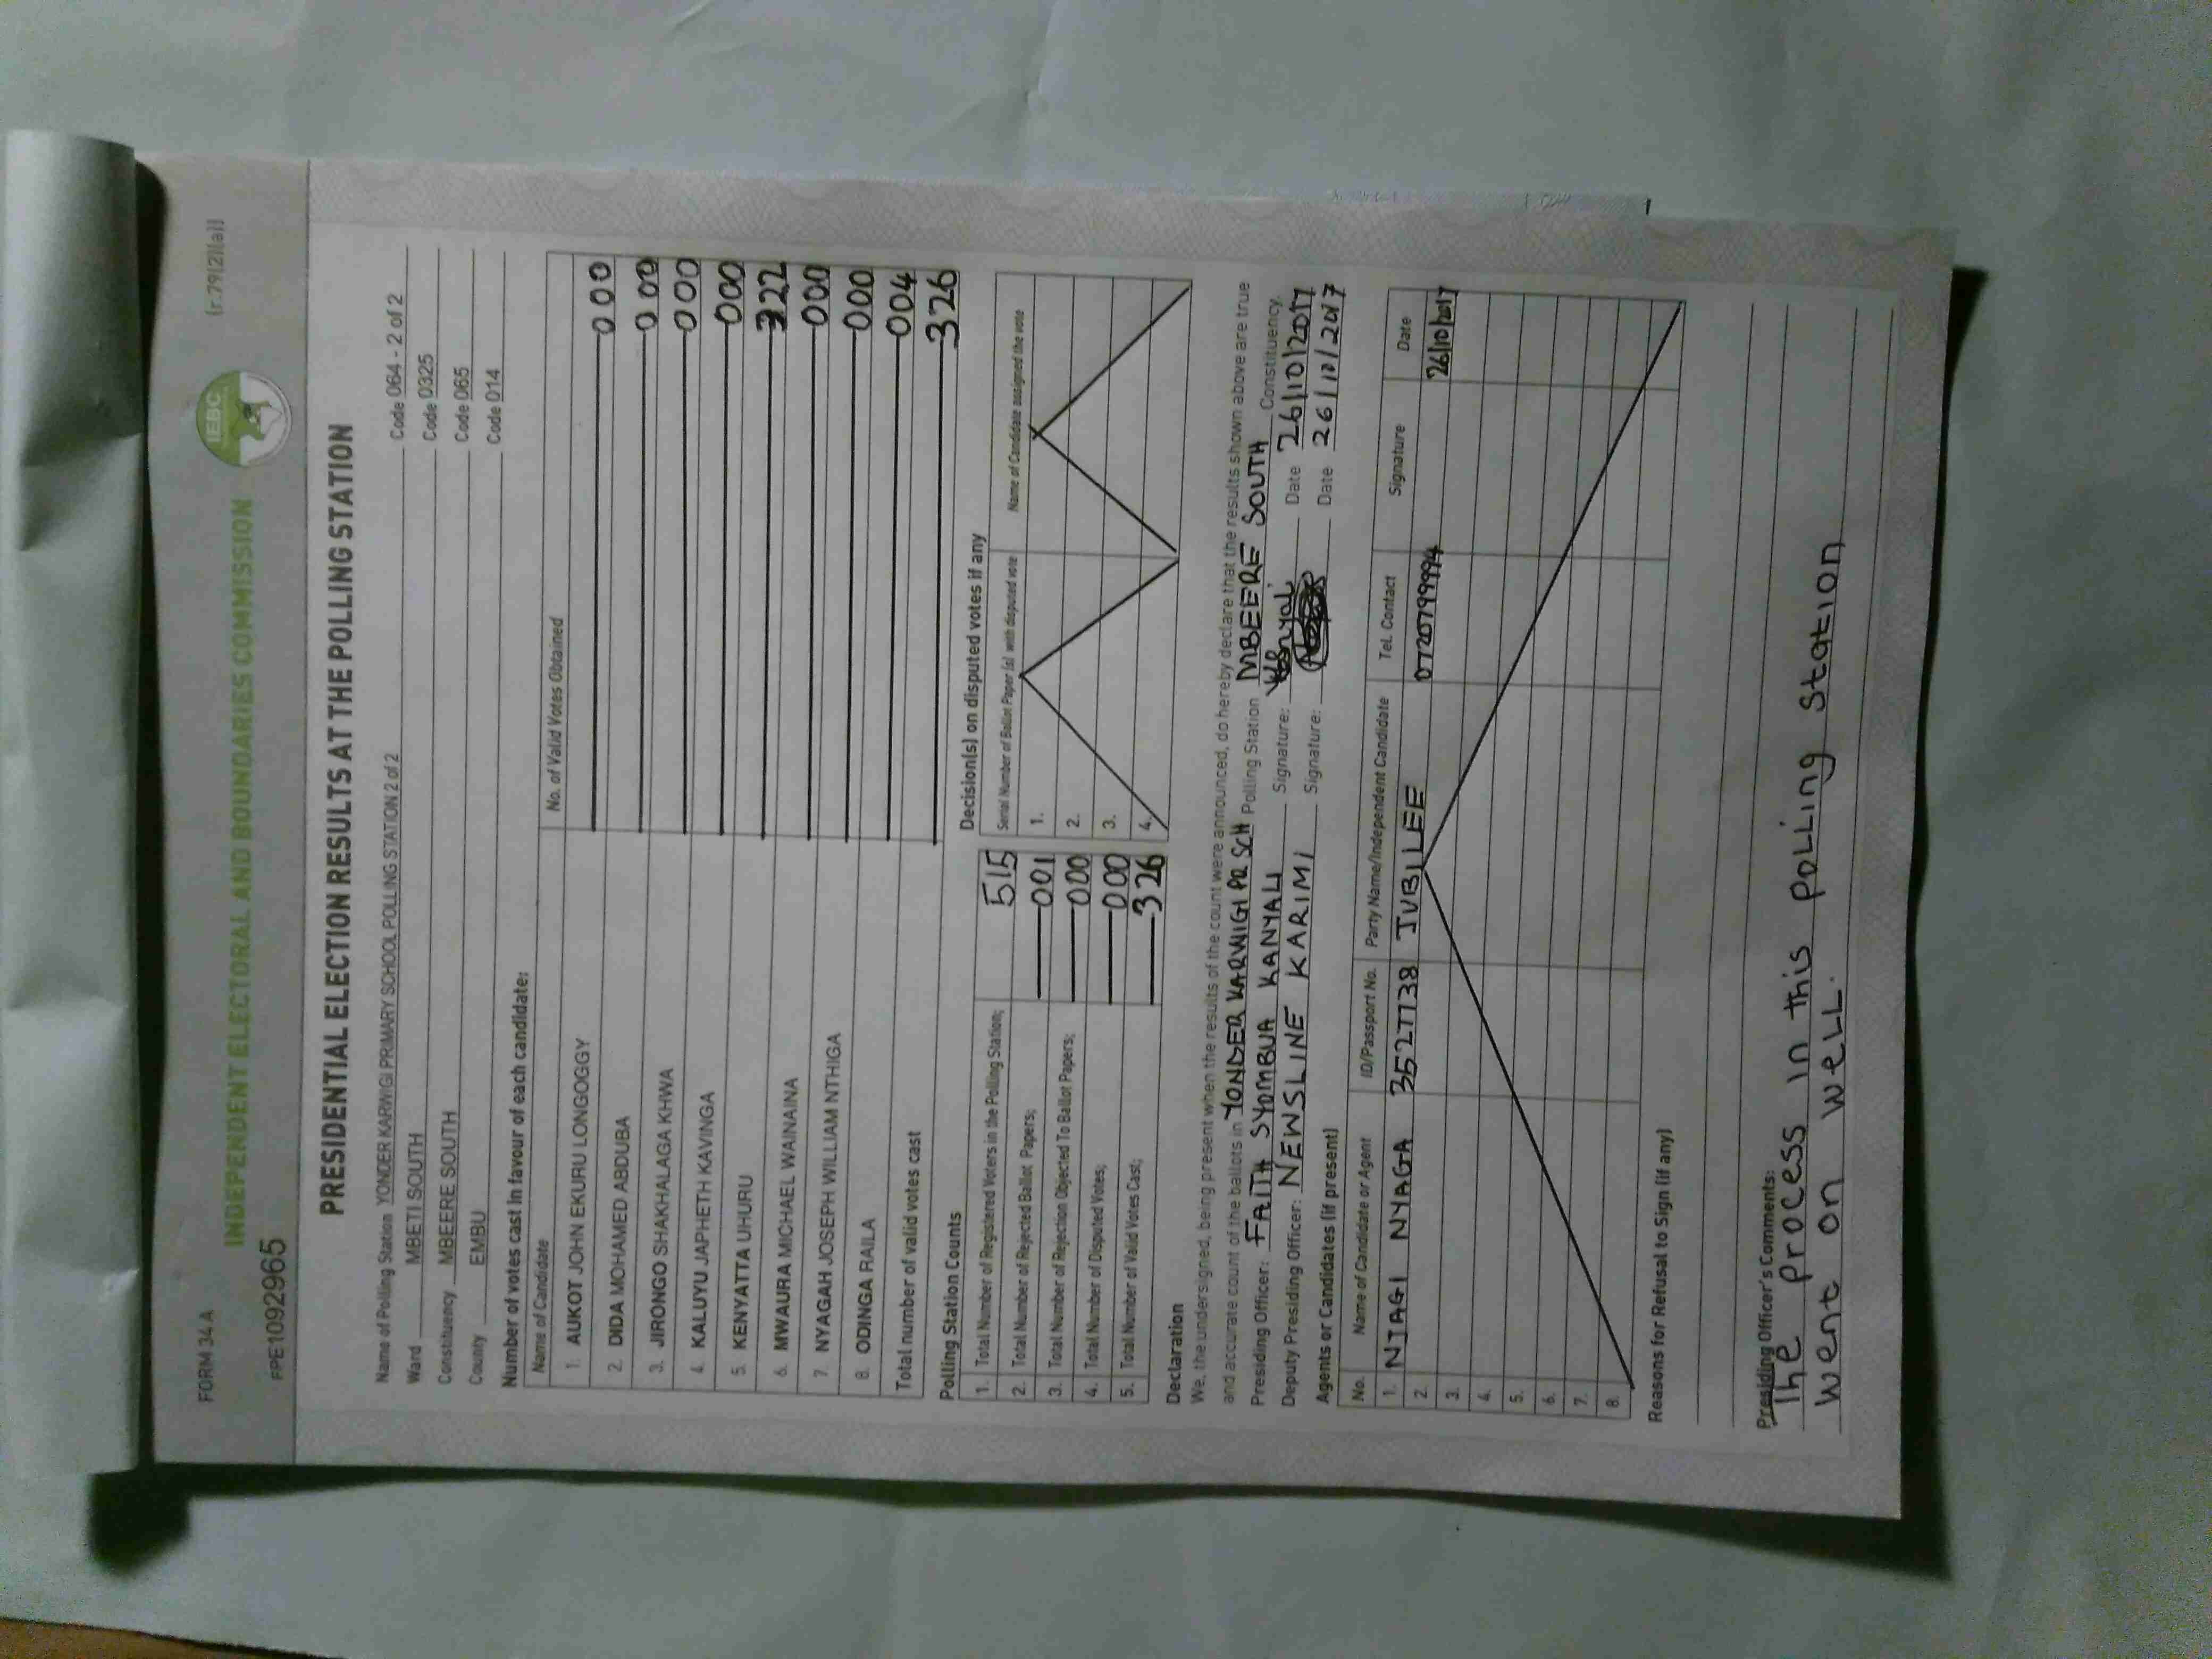 FORM 34A
(r.79(2)(a))
INDEPENDENT ELECTORAL AND BOUNDARIES COMMISSION
IEBC
FPE10929265
PRESIDENTIAL ELECTION RESULTS AT THE POLLING STATION
Name of Polling Station YONDER KARWIGI PRIMARY SCHOOL POLLING STATION 2 of 2 Code 064 - 2 of 2
Ward MBETI SOUTH Code 0325
Constituency MBEERE SOUTH Code 065
County EMBU Code 014
Number of votes cast in favour of each candidate:
Name of Candidate No. of Valid Votes Obtained
1. AUKOT JOHN EKURU LONGOGGY 000
2. DIDA MOHAMED ABDUBA 000
3. JIRONGO SHAKHALAGA KHWA 000
4. KALUYU JAPHETH KAVINGA 000
5. KENYATTA UHURU 322
6. MWAURA MICHAEL WAINAINA 000
7. NYAGAH JOSEPH WILLIAM NTHIGA 000
8. ODINGA RAILA 004
Total number of valid votes cast 326
Polling Station Counts
1. Total Number of Registered Voters in the Polling Station; 515
2. Total Number of Rejected Ballot Papers; 001
3. Total Number of Rejection Objected To Ballot Papers; 000
4. Total Number of Disputed Votes; 000
5. Total Number of Valid Votes Cast; 326
Decision(s) on disputed votes if any
Serial Number of Ballot Paper (s) with disputed vote Name of Candidate assigned the vote
1.
2.
3.
4.
Declaration
We, the undersigned, being present when the results of the count were announced, do hereby declare that the results shown above are true
and accurate count of the ballots in YONDER KARWIGI PR SCH Polling Station MBEERE SOUTH Constituency.
Presiding Officer: FAITH SYOMBUA KANYALI Signature: Date 26/10/2017
Deputy Presiding Officer: NEWSLINE KARIMI Signature: Date 26/10/2017
Agents or Candidates (if present)
No. Name of Candidate or Agent ID/Passport No. Party Name/Independent Candidate Tel. Contact Signature Date
1. NJAGI NYAGA 35277138 JUBILEE 0720799994 26/10/2017
2.
3.
4.
5.
6.
7.
8.
Reasons for Refusal to Sign (if any)
Presiding Officer's Comments:
The process in this polling station
went on well.